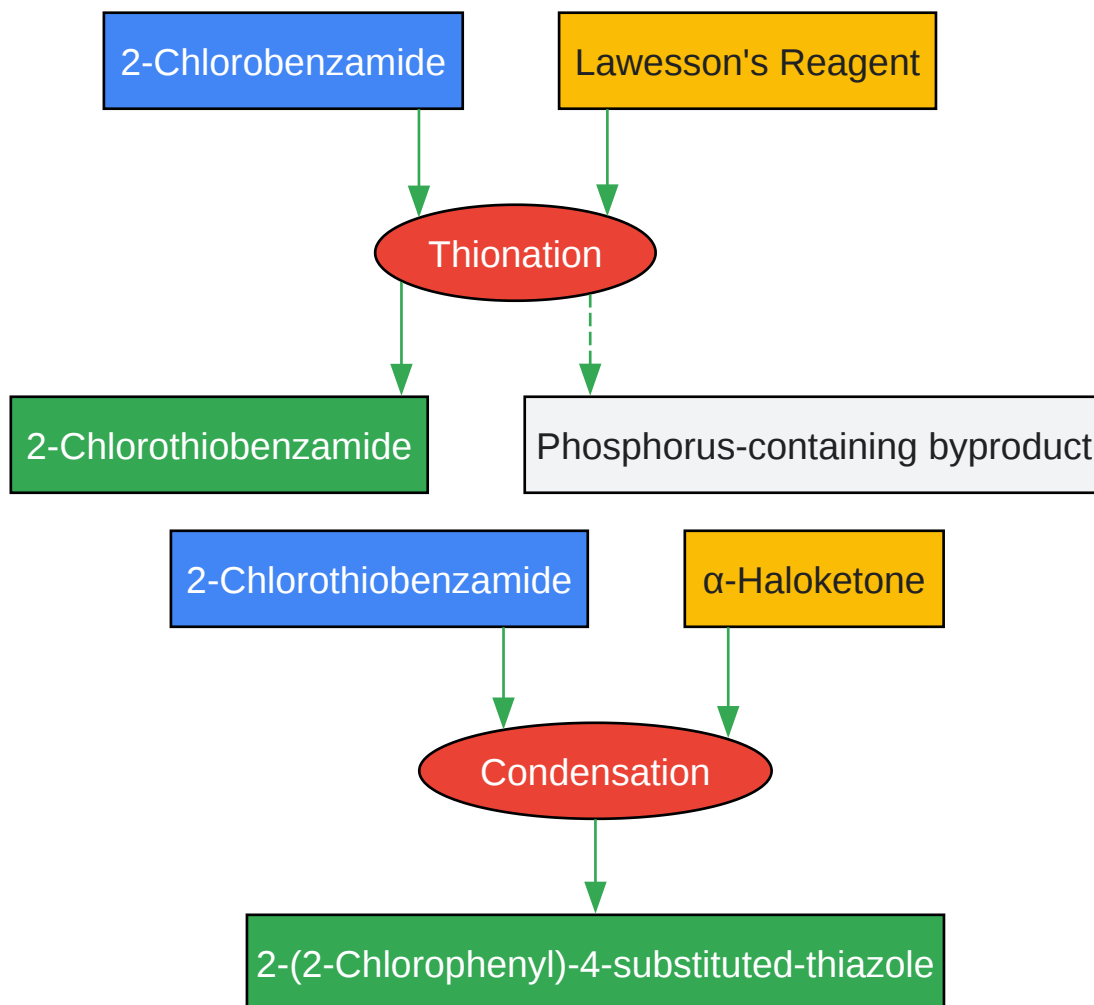 2-Chlorobenzamide
Lawesson's Reagent
Thionation
2-Chlorothiobenzamide
Phosphorus-containing byproduct
2-Chlorothiobenzamide
α-Haloketone
Condensation
2-(2-Chlorophenyl)-4-substituted-thiazole